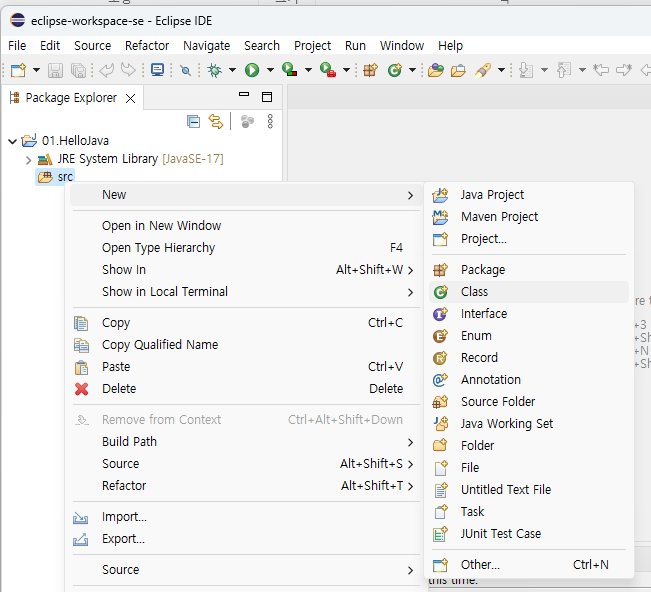 eclipse-workspace-se - Eclipse IDE
File Edit Source Refactor Navigate Search Project Run Window Help
Package Explorer
01.HelloJava
JRE System Library [JavaSE-17]
src
New
Open in New Window
Open Type Hierarchy F4
Show In Alt+Shift+W
Show in Local Terminal
Copy Ctrl+C
Copy Qualified Name
Paste Ctrl+V
Delete Delete
Remove from Context Ctrl+Alt+Shift+Down
Build Path
Source Alt+Shift+S
Refactor Alt+Shift+T
Import...
Export...
Source
Java Project
Maven Project
Project...
Package
Class
Interface
Enum
Record
Annotation
Source Folder
Java Working Set
Folder
File
Untitled Text File
Task
JUnit Test Case
Other... Ctrl+N
re t
+3
+Sh
+N
+Sh
this time.